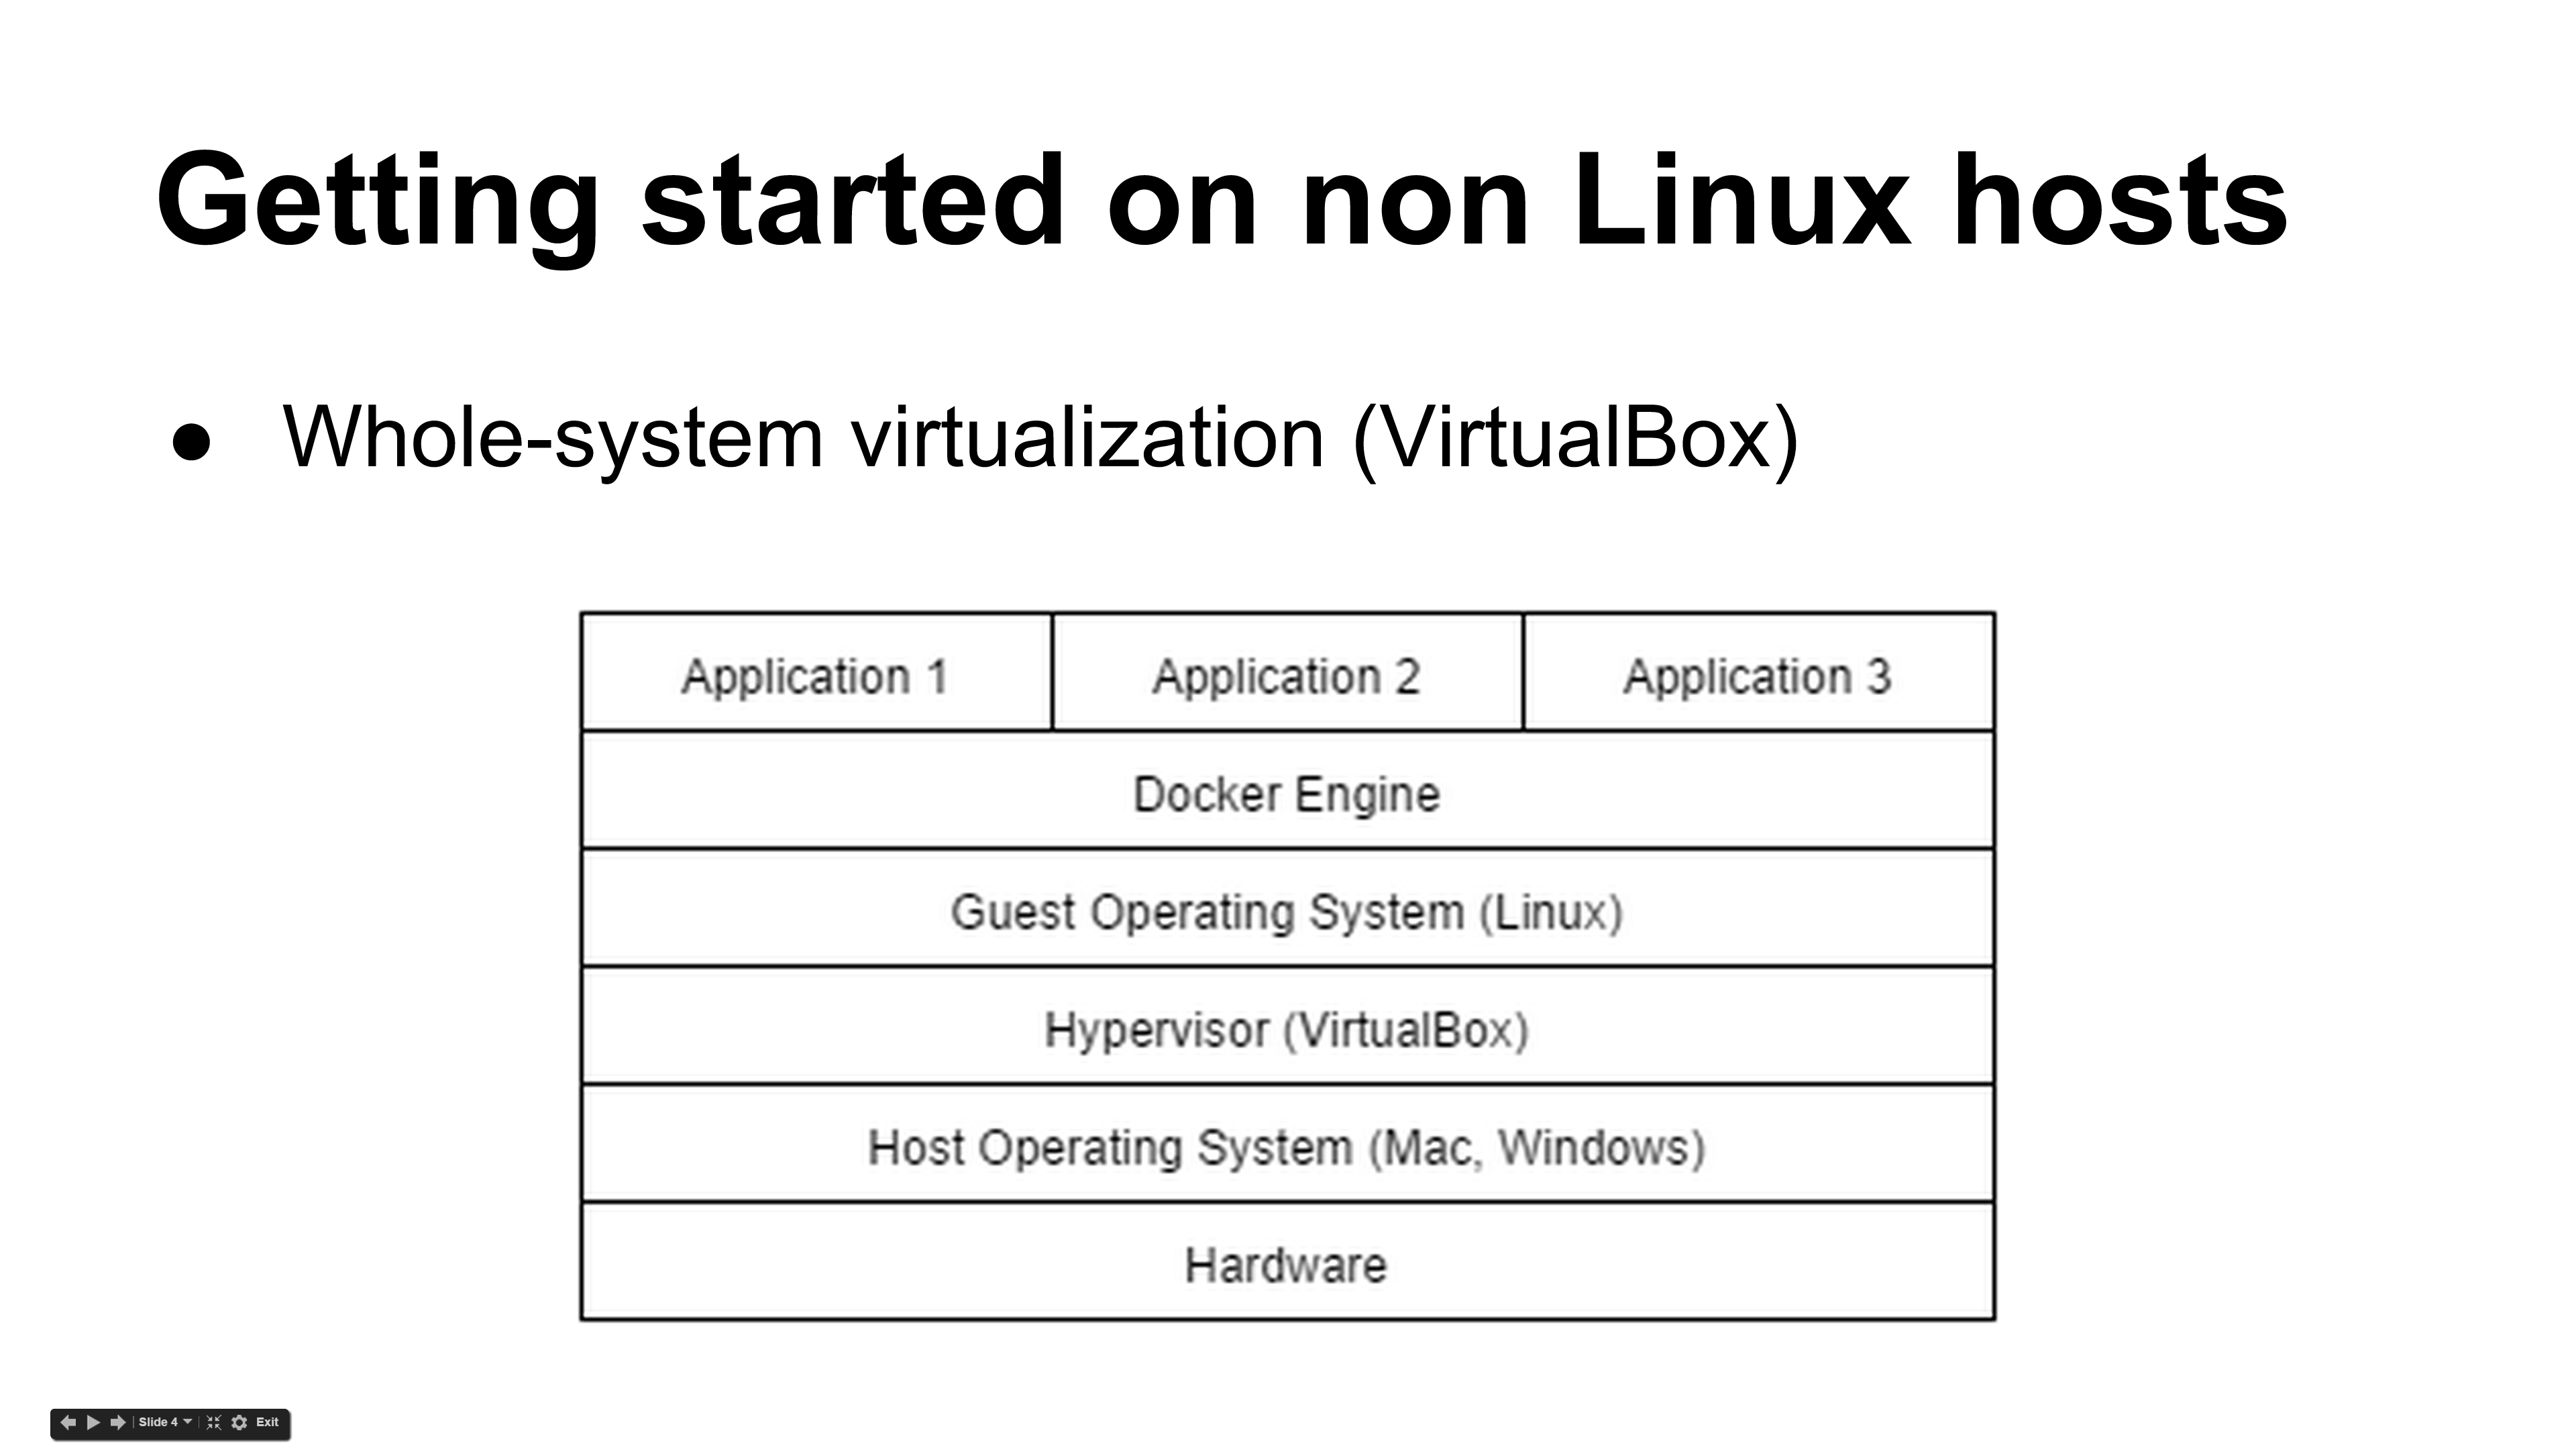 Getting started on non Linux hosts
● Whole-system virtualization (VirtualBox)
Application 1 Application 2 Application 3
Docker Engine
Guest Operating System (Linux)
Hypervisor (VirtualBox)
Host Operating System (Mac, Windows)
Hardware
Slide 4 Exit